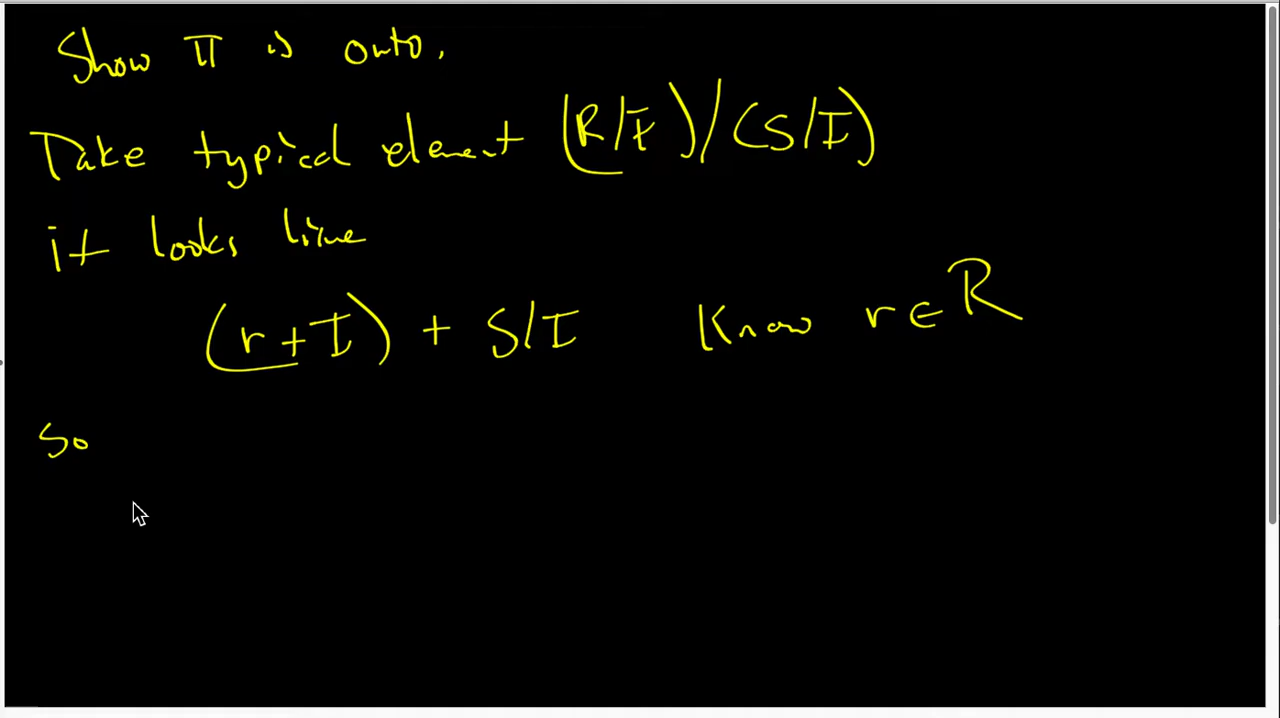 Show π is onto.
Take typical element (R/I)/(S/I)
it looks like
(r + I) + S/I Know r ∈ R
So